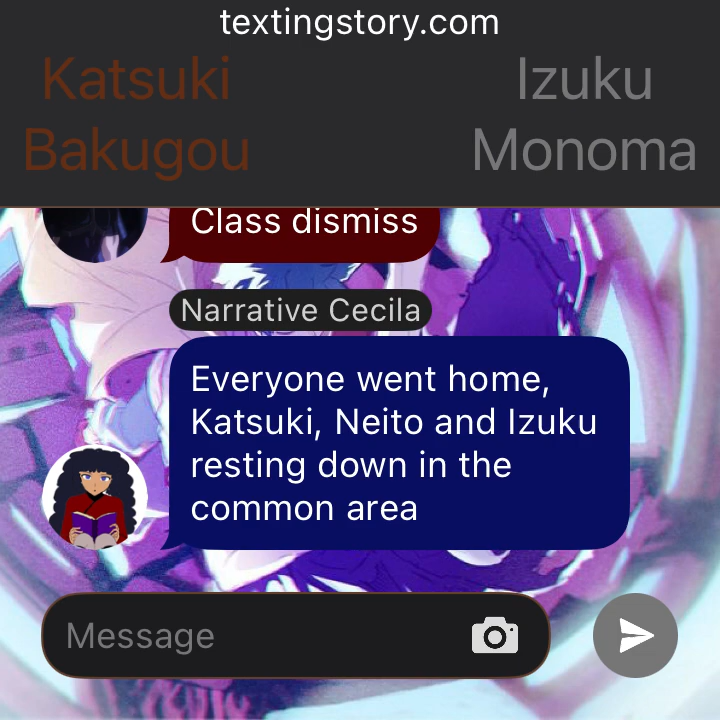 textingstory.com
Katsuki Izuku
Bakugou Monoma
Class dismiss
Narrative Cecila
Everyone went home,
Katsuki, Neito and Izuku
resting down in the
common area
Message